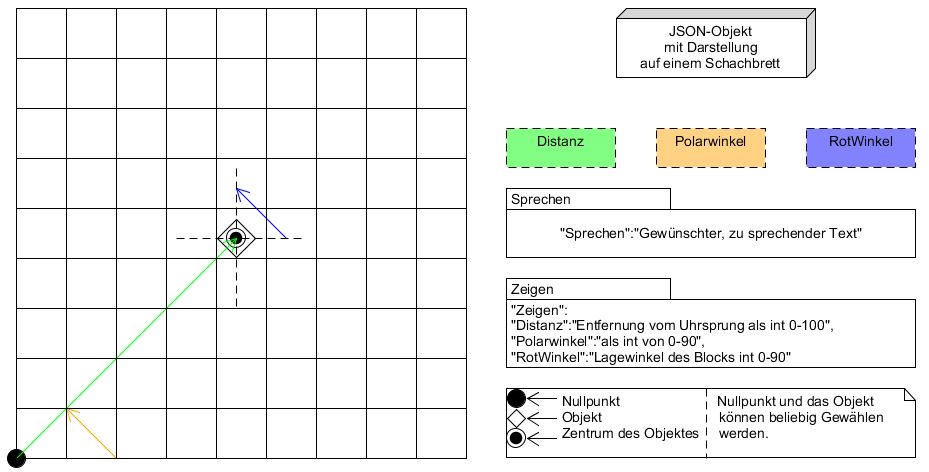 JSON-Objekt
mit Darstellung
auf einem Schachbrett
Distanz
Polarwinkel
RotWinkel
Sprechen
"Sprechen":"Gewünschter, zu sprechender Text"
Zeigen
"Zeigen":
"Distanz":"Entfernung vom Uhrsprung als int 0-100",
"Polarwinkel":"als int von 0-90",
"RotWinkel":"Lagewinkel des Blocks int 0-90"
Nullpunkt
Objekt
Zentrum des Objektes
Nullpunkt und das Objekt
können beliebig Gewählen
werden.